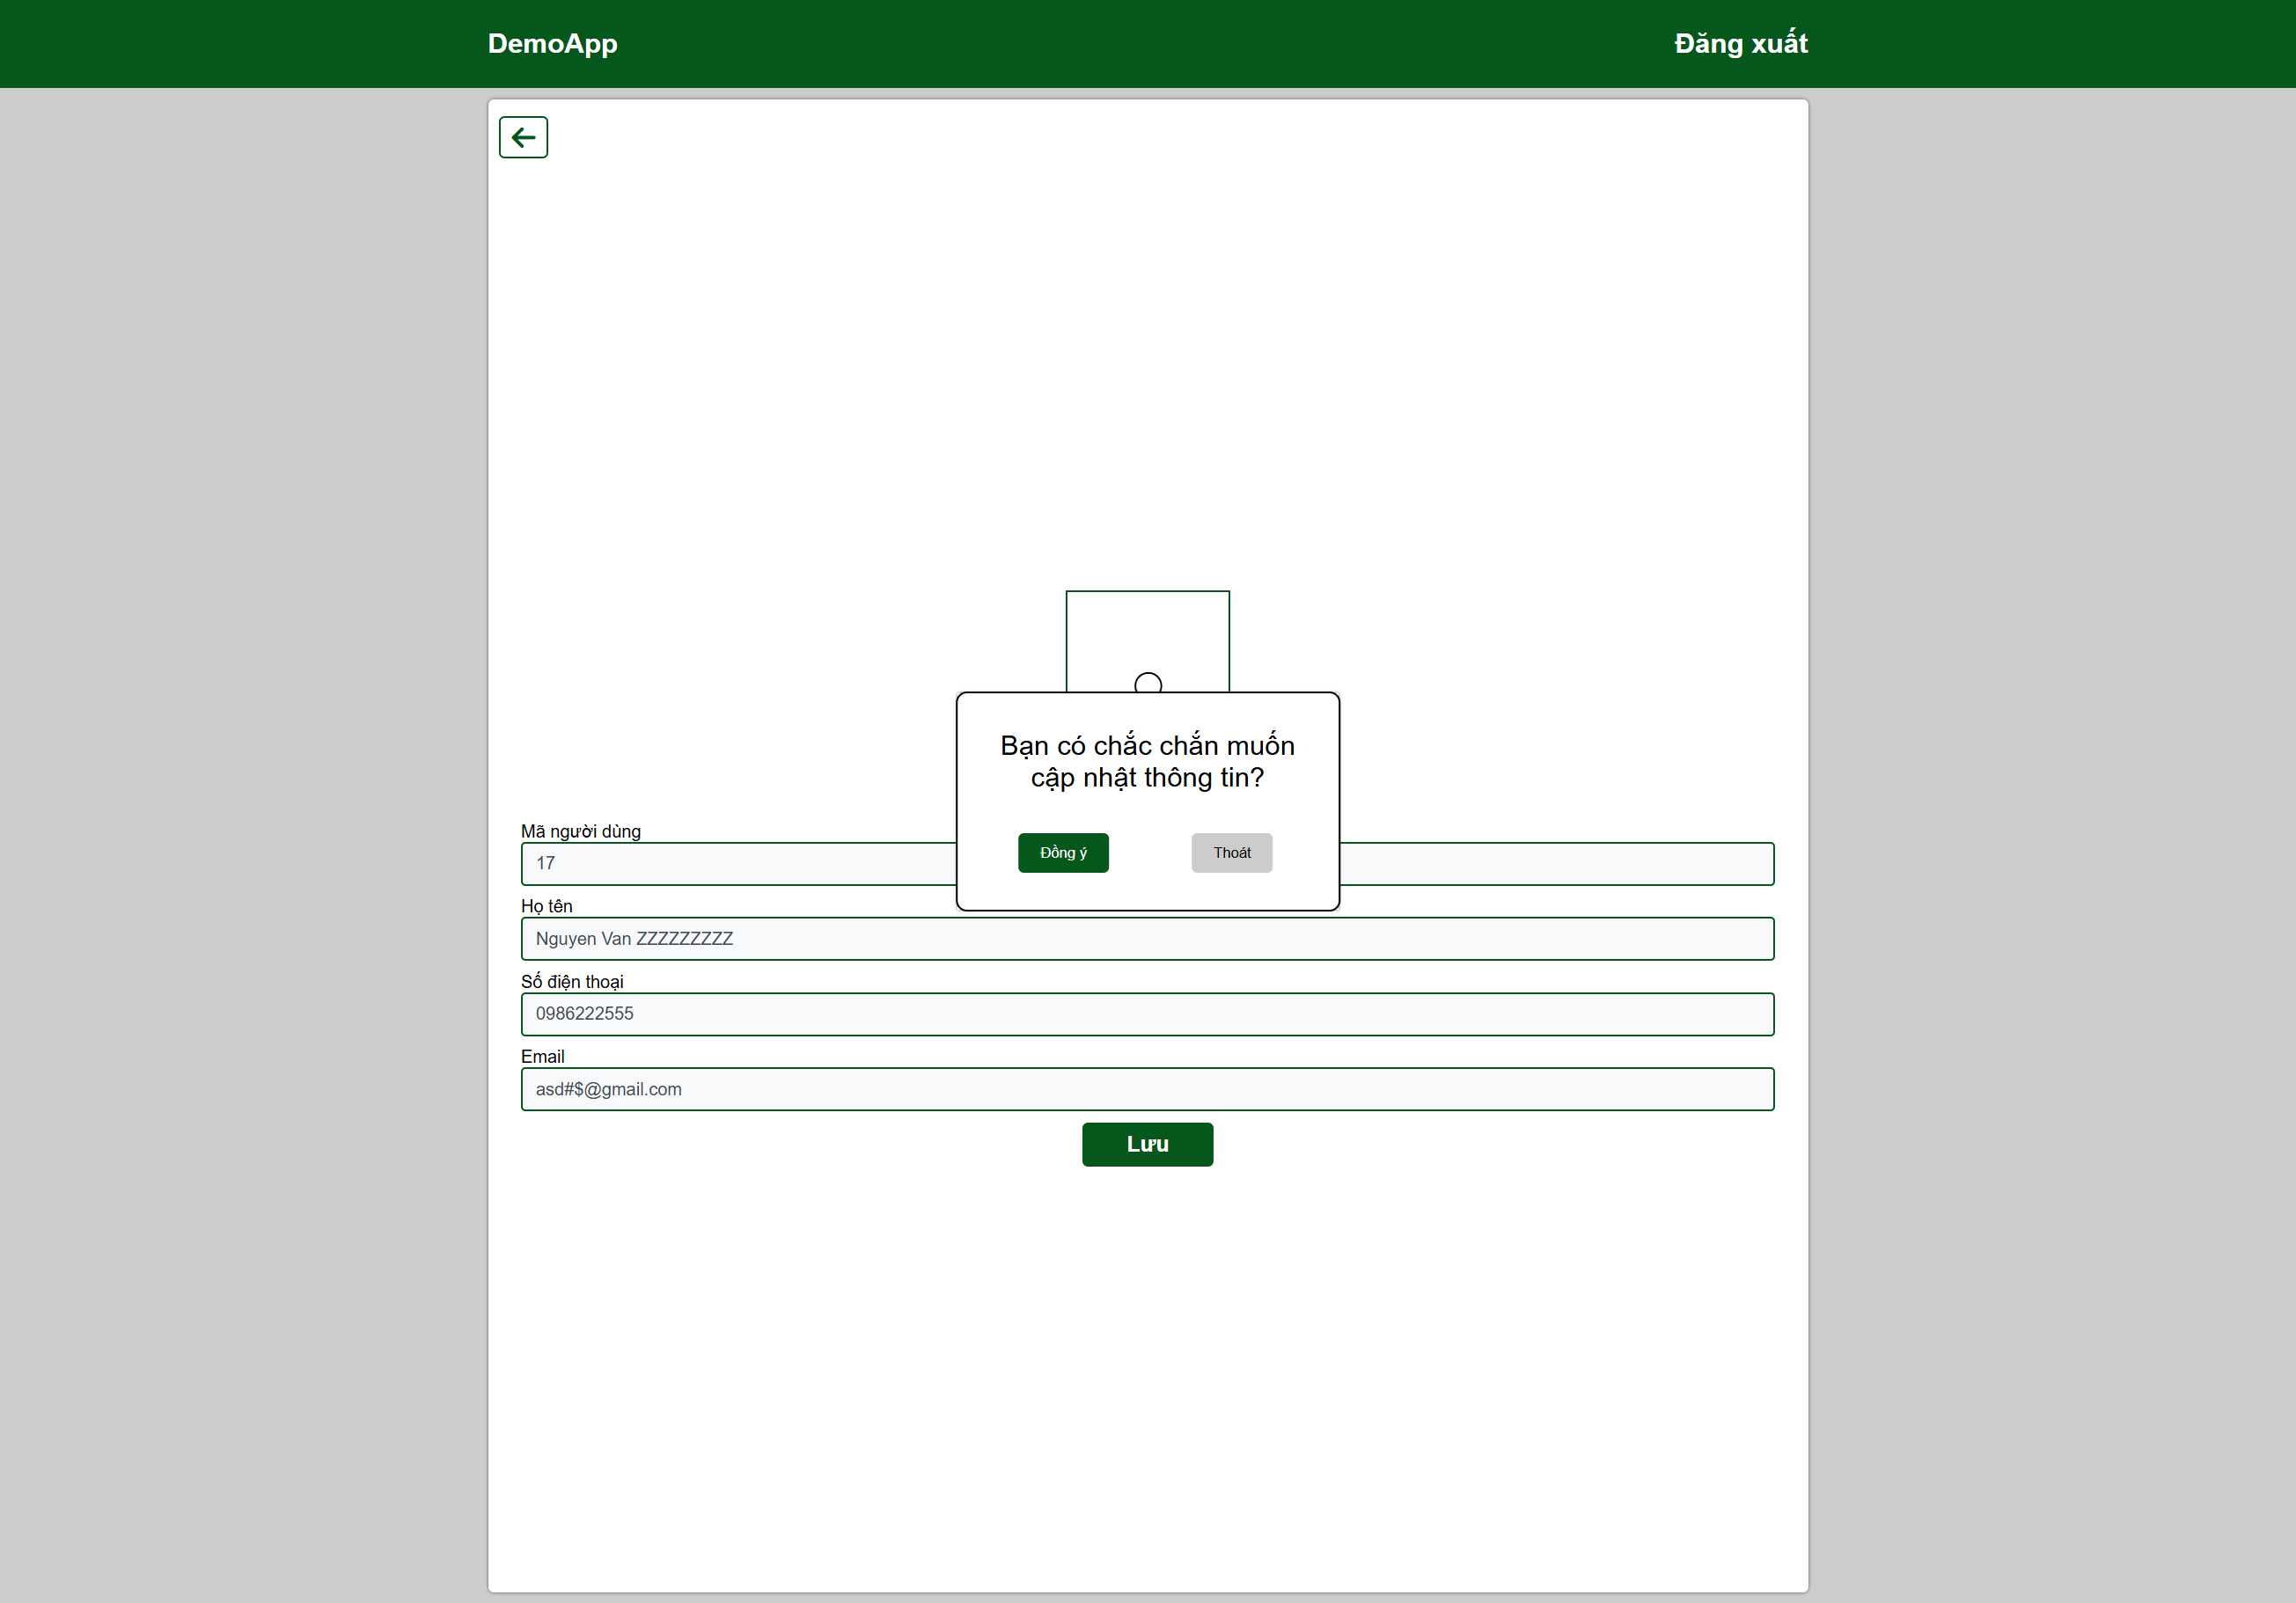 DemoApp
Đăng xuất
Bạn có chắc chắn muốn
cập nhật thông tin?
Đồng ý
Thoát
Mã người dùng
17
Họ tên
Nguyen Van ZZZZZZZZZ
Số điện thoại
0986222555
Email
asd#$@gmail.com
Lưu